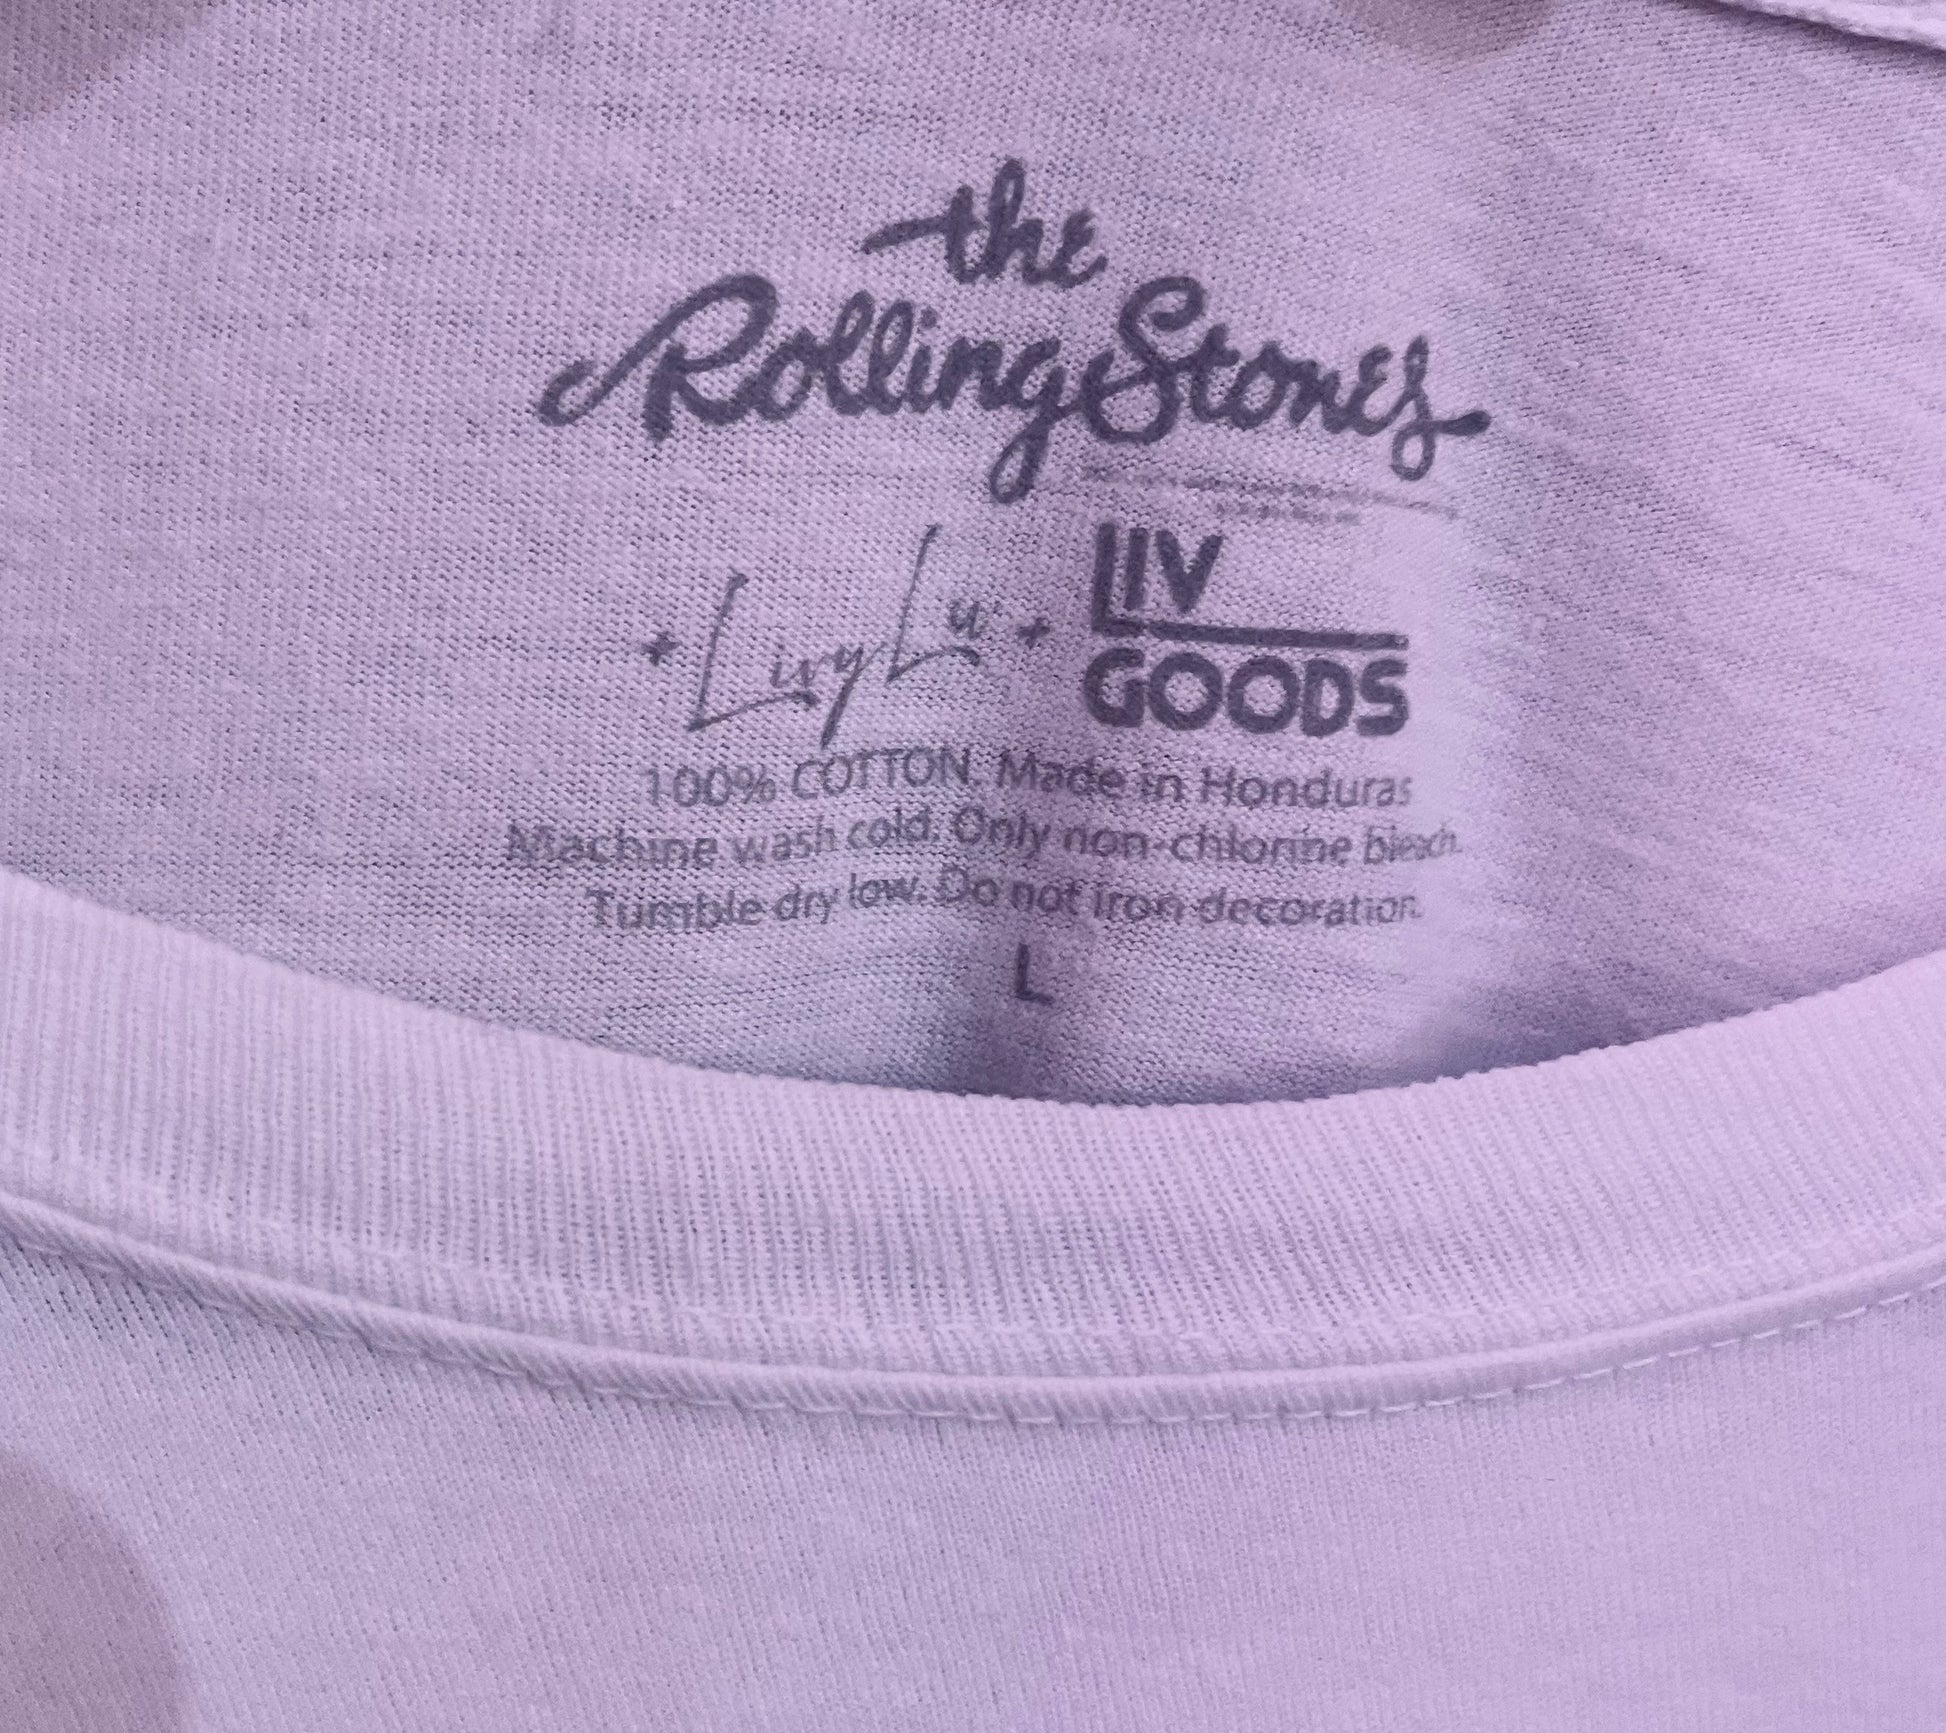 the
Rolling Stones
+ Livy Lu +
LIV
GOODS
100% COTTON. Made in Honduras
Machine wash cold. Only non-chlorine bleach.
Tumble dry low. Do not iron decoration.
L